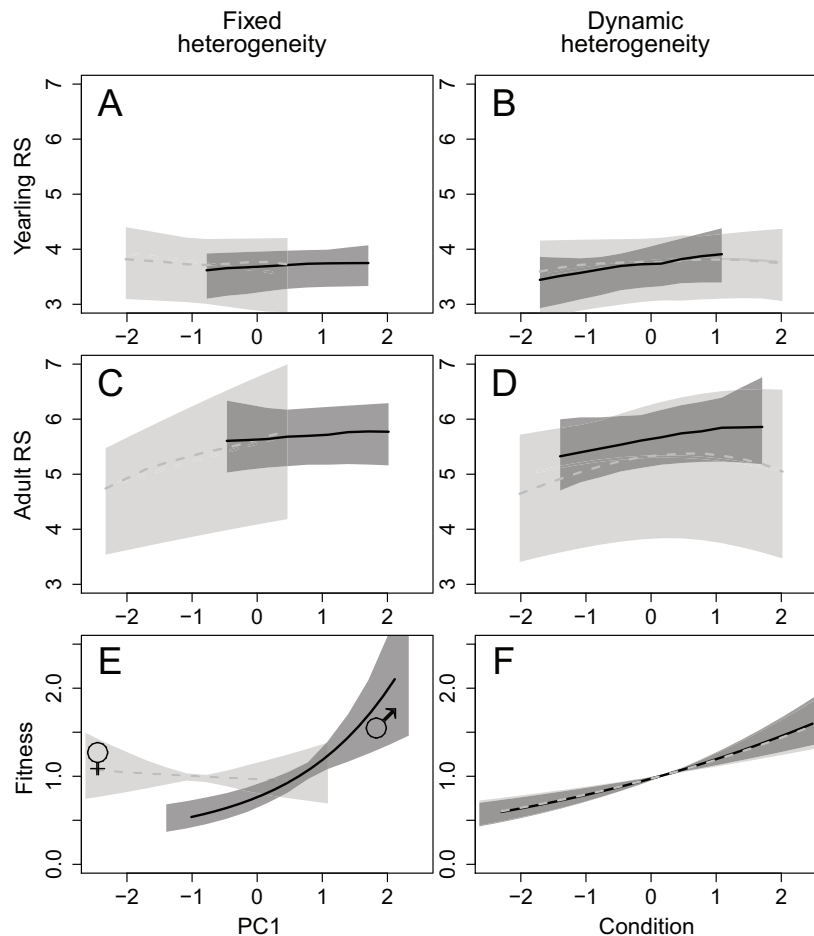 Fixed
heterogeneity
Dynamic
heterogeneity
A
B
Yearling RS
7
6
5
4
3
−2 −1 0 1 2
7
6
5
4
3
−2 −1 0 1 2
C
D
Adult RS
7
6
5
4
3
−2 −1 0 1 2
7
6
5
4
3
−2 −1 0 1 2
E
F
Fitness
2.0
1.0
0.0
♀
♂
−2 −1 0 1 2
PC1
2.0
1.0
0.0
−2 −1 0 1 2
Condition